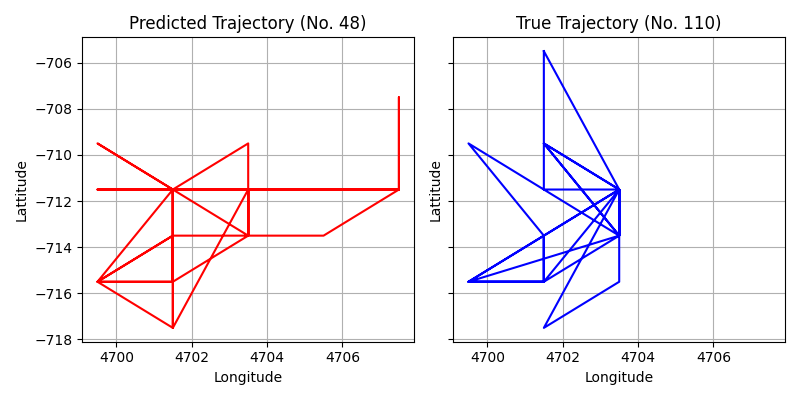 Predicted Trajectory (No. 48)
True Trajectory (No. 110)
−706
−708
−710
−712
−714
−716
−718
Lattitude
Lattitude
4700 4702 4704 4706
4700 4702 4704 4706
Longitude
Longitude